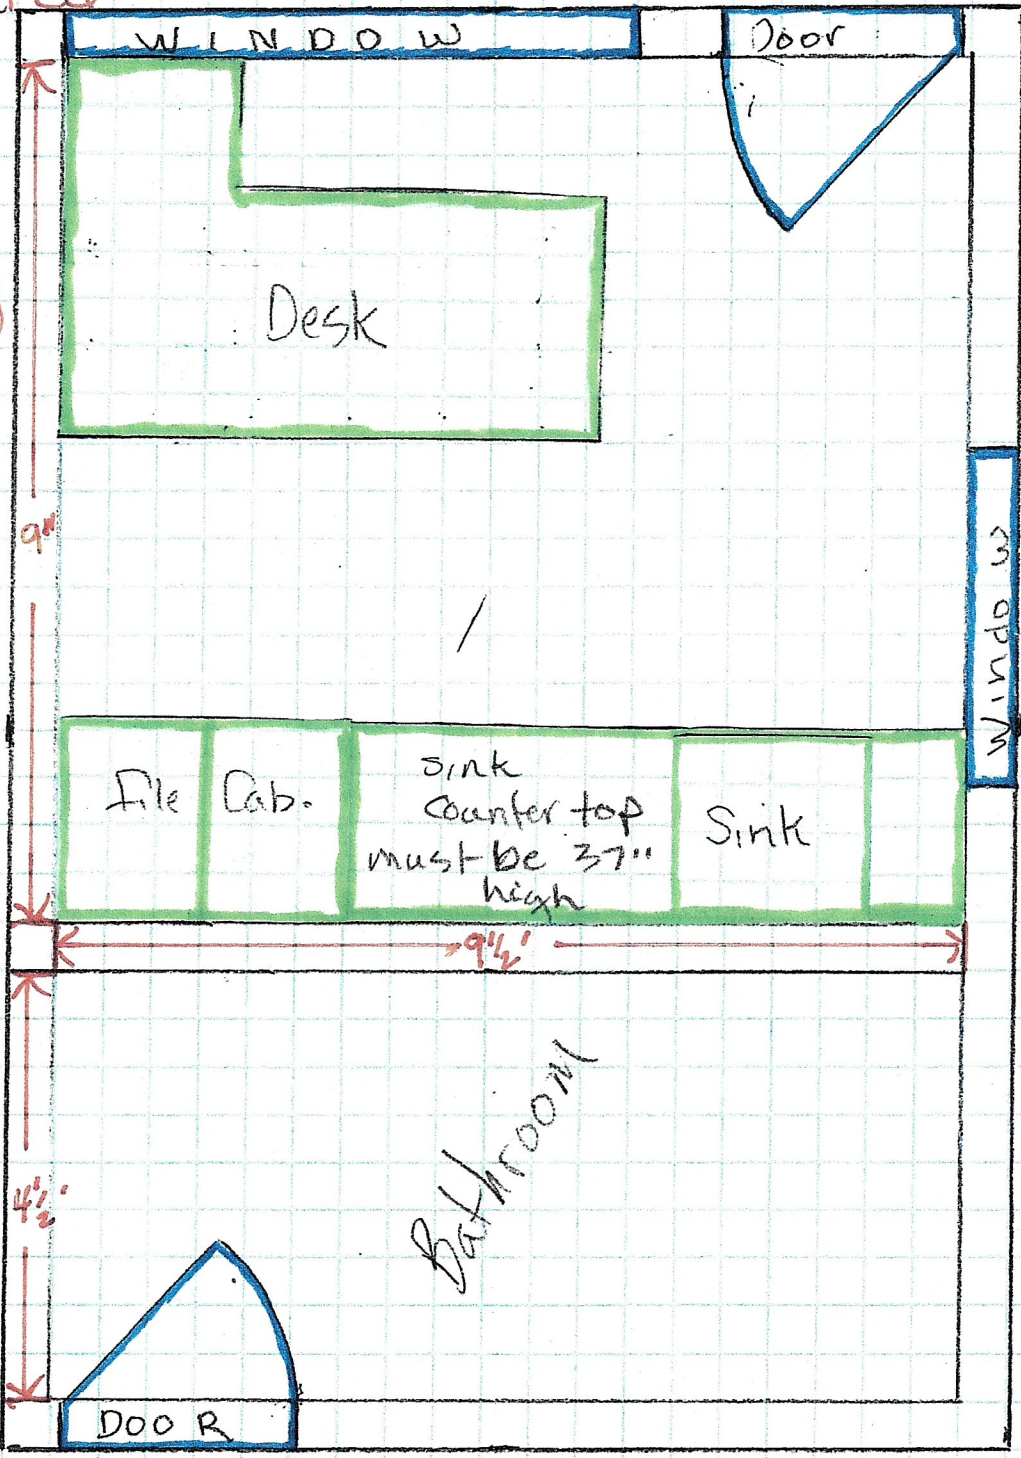 WINDOW
Door
Desk
9"
Window
File Cab.
sink
counter top
must be 37"
high
Sink
9½'
4½'
Bathroom
DOOR